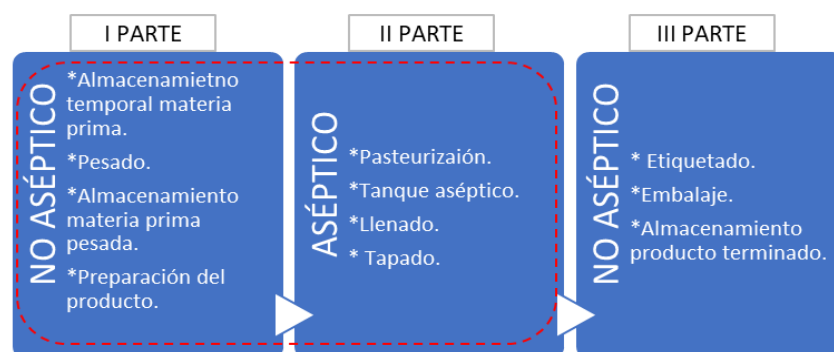 I PARTE
II PARTE
III PARTE
NO ASÉPTICO
*Almacenamietno
temporal materia
prima.
*Pesado.
*Almacenamiento
materia prima
pesada.
*Preparación del
producto.
ASÉPTICO
*Pasteurizaión.
*Tanque aséptico.
*Llenado.
* Tapado.
NO ASÉPTICO
* Etiquetado.
*Embalaje.
*Almacenamiento
producto terminado.